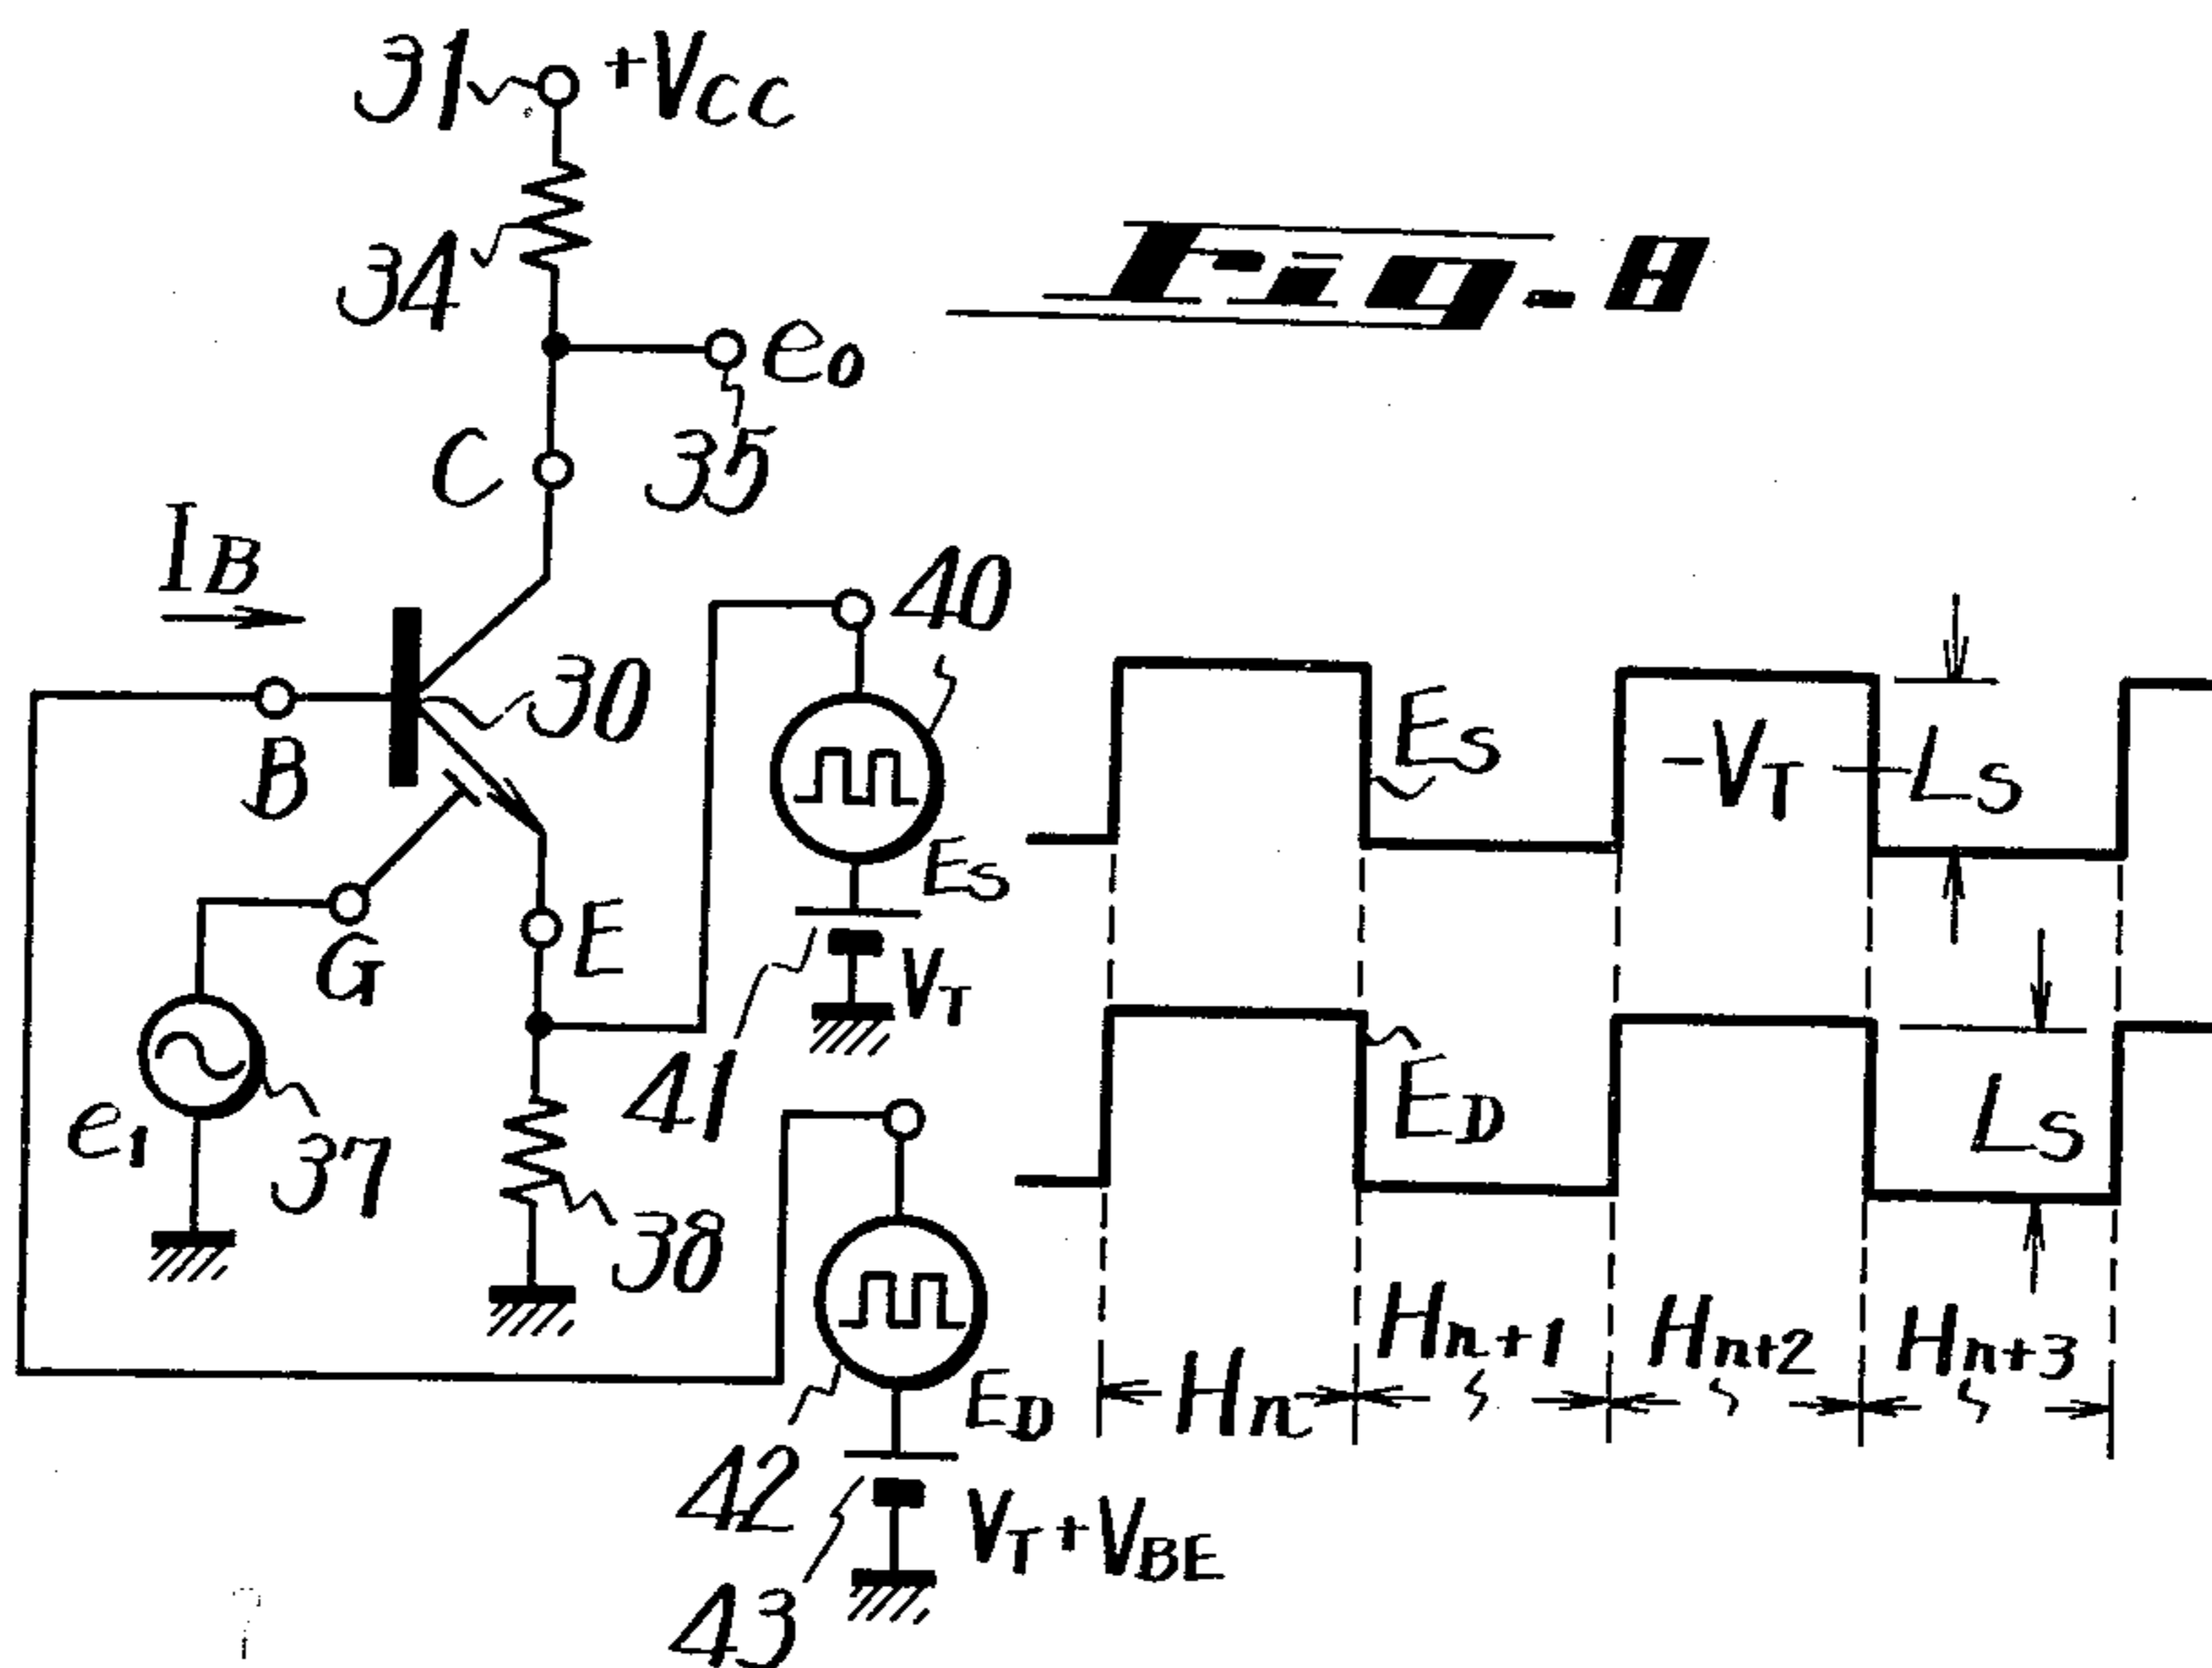 31
+VCC
34
Fig-8
eo
35
C
IB
40
30
B
ES
-VT
LS
ES
E
G
VT
41
e1
37
ED
LS
38
Hn
Hn+1
Hn+2
Hn+3
ED
42
VT+VBE
43